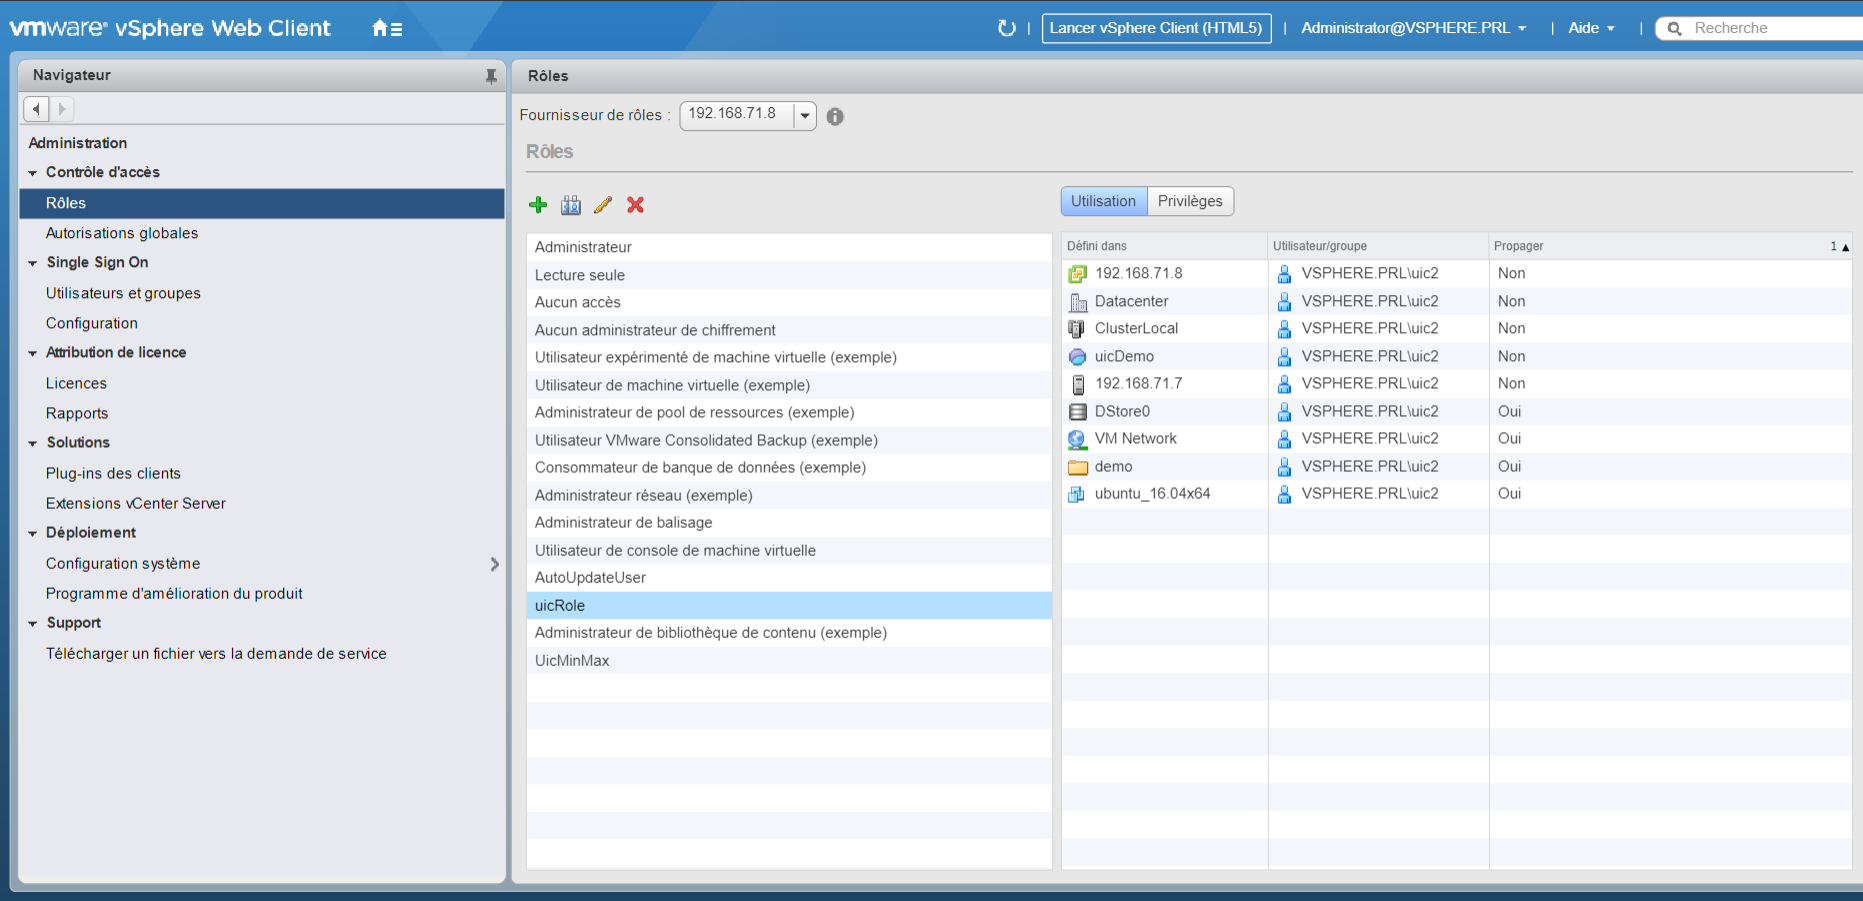 vmware® vSphere Web Client
Lancer vSphere Client (HTML5)
Administrator@VSPHERE.PRL
Aide
Recherche
Navigateur
Administration
Contrôle d'accès
Rôles
Autorisations globales
Single Sign On
Utilisateurs et groupes
Configuration
Attribution de licence
Licences
Rapports
Solutions
Plug-ins des clients
Extensions vCenter Server
Déploiement
Configuration système
Programme d'amélioration du produit
Support
Télécharger un fichier vers la demande de service
Rôles
Fournisseur de rôles : 192.168.71.8
Rôles
Administrateur
Lecture seule
Aucun accès
Aucun administrateur de chiffrement
Utilisateur expérimenté de machine virtuelle (exemple)
Utilisateur de machine virtuelle (exemple)
Administrateur de pool de ressources (exemple)
Utilisateur VMware Consolidated Backup (exemple)
Consommateur de banque de données (exemple)
Administrateur réseau (exemple)
Administrateur de balisage
Utilisateur de console de machine virtuelle
AutoUpdateUser
uicRole
Administrateur de bibliothèque de contenu (exemple)
UicMinMax
Utilisation Privilèges
Défini dans Utilisateur/groupe Propager 1 ▲
192.168.71.8 VSPHERE.PRL\uic2 Non
Datacenter VSPHERE.PRL\uic2 Non
ClusterLocal VSPHERE.PRL\uic2 Non
uicDemo VSPHERE.PRL\uic2 Non
192.168.71.7 VSPHERE.PRL\uic2 Non
DStore0 VSPHERE.PRL\uic2 Oui
VM Network VSPHERE.PRL\uic2 Oui
demo VSPHERE.PRL\uic2 Oui
ubuntu_16.04x64 VSPHERE.PRL\uic2 Oui